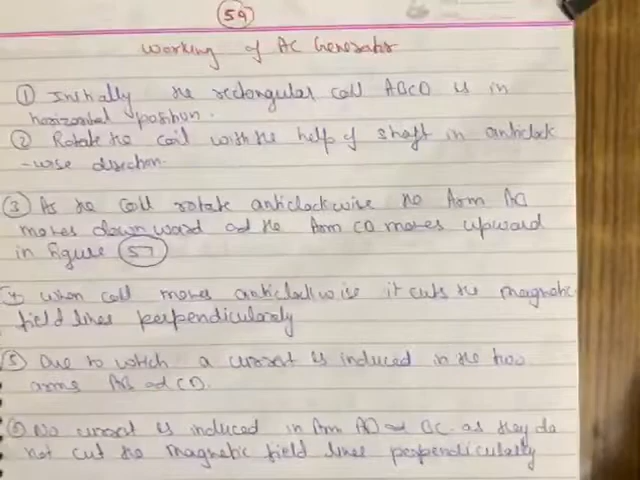 59
Working of AC Generator
① Initially the rectangular coil ABCD is in
horizontal position.
② Rotate the coil with the help of shaft in anticlock
-wise direction.
③ As the coil rotate anticlockwise the Arm AC
moves downward and the Arm CD moves upward
in figure 57
4 when coil moves anticlockwise it cuts the magnetic
field lines perpendicularly
⑤ Due to which a current is induced in the two
arms AB and CD.
⑥ No current is induced in Arm AD and BC. as they do
not cut the magnetic field lines perpendicularly